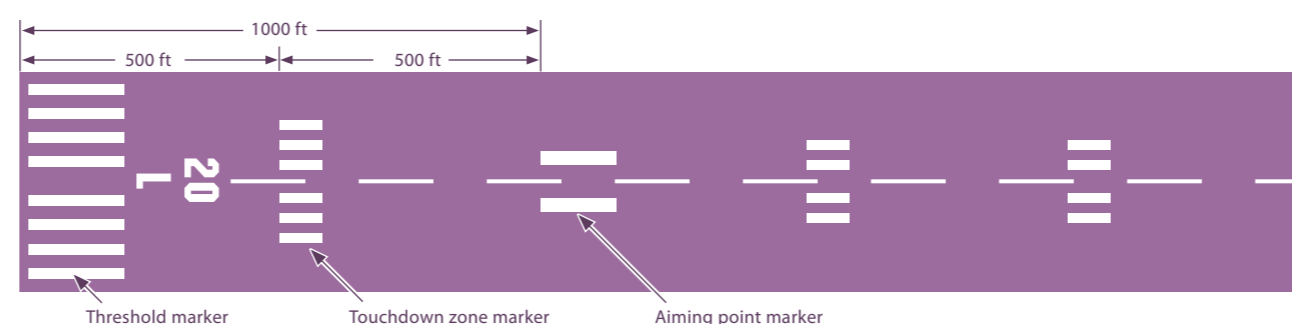 1000 ft
500 ft 500 ft
20
L
Threshold marker Touchdown zone marker Aiming point marker